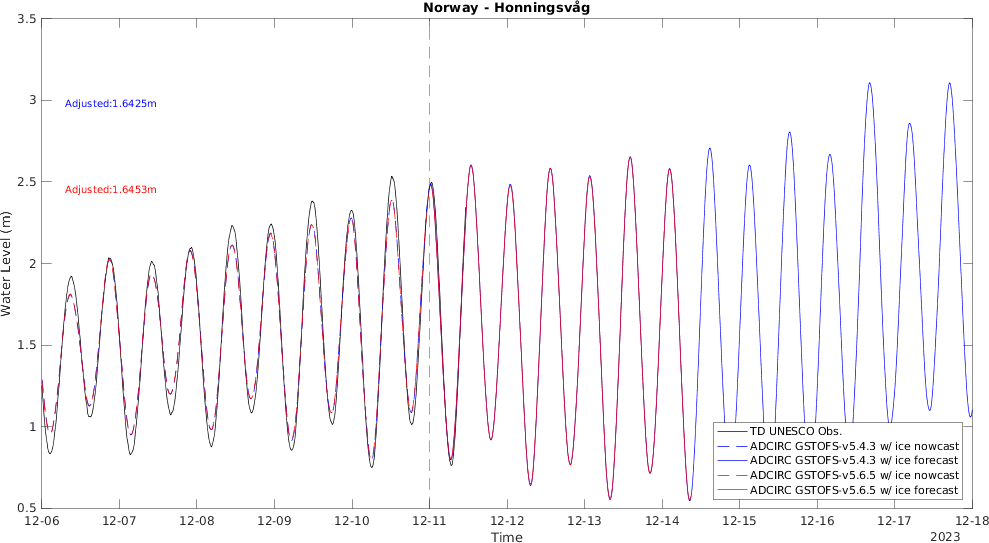 Norway - Honningsvåg
3.5
3
2.5
2
1.5
1
0.5
Water Level (m)
Adjusted:1.6425m
Adjusted:1.6453m
TD UNESCO Obs.
ADCIRC GSTOFS-v5.4.3 w/ ice nowcast
ADCIRC GSTOFS-v5.4.3 w/ ice forecast
ADCIRC GSTOFS-v5.6.5 w/ ice nowcast
ADCIRC GSTOFS-v5.6.5 w/ ice forecast
12-06 12-07 12-08 12-09 12-10 12-11 12-12 12-13 12-14 12-15 12-16 12-17 12-18
Time
2023